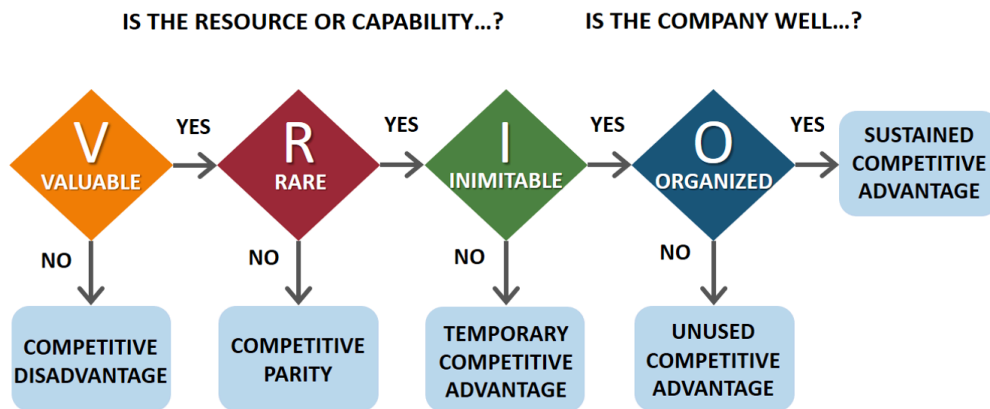 IS THE RESOURCE OR CAPABILITY...?
IS THE COMPANY WELL...?
V
VALUABLE
YES
R
RARE
YES
I
INIMITABLE
YES
O
ORGANIZED
YES
SUSTAINED
COMPETITIVE
ADVANTAGE
NO
NO
NO
NO
COMPETITIVE
DISADVANTAGE
COMPETITIVE
PARITY
TEMPORARY
COMPETITIVE
ADVANTAGE
UNUSED
COMPETITIVE
ADVANTAGE